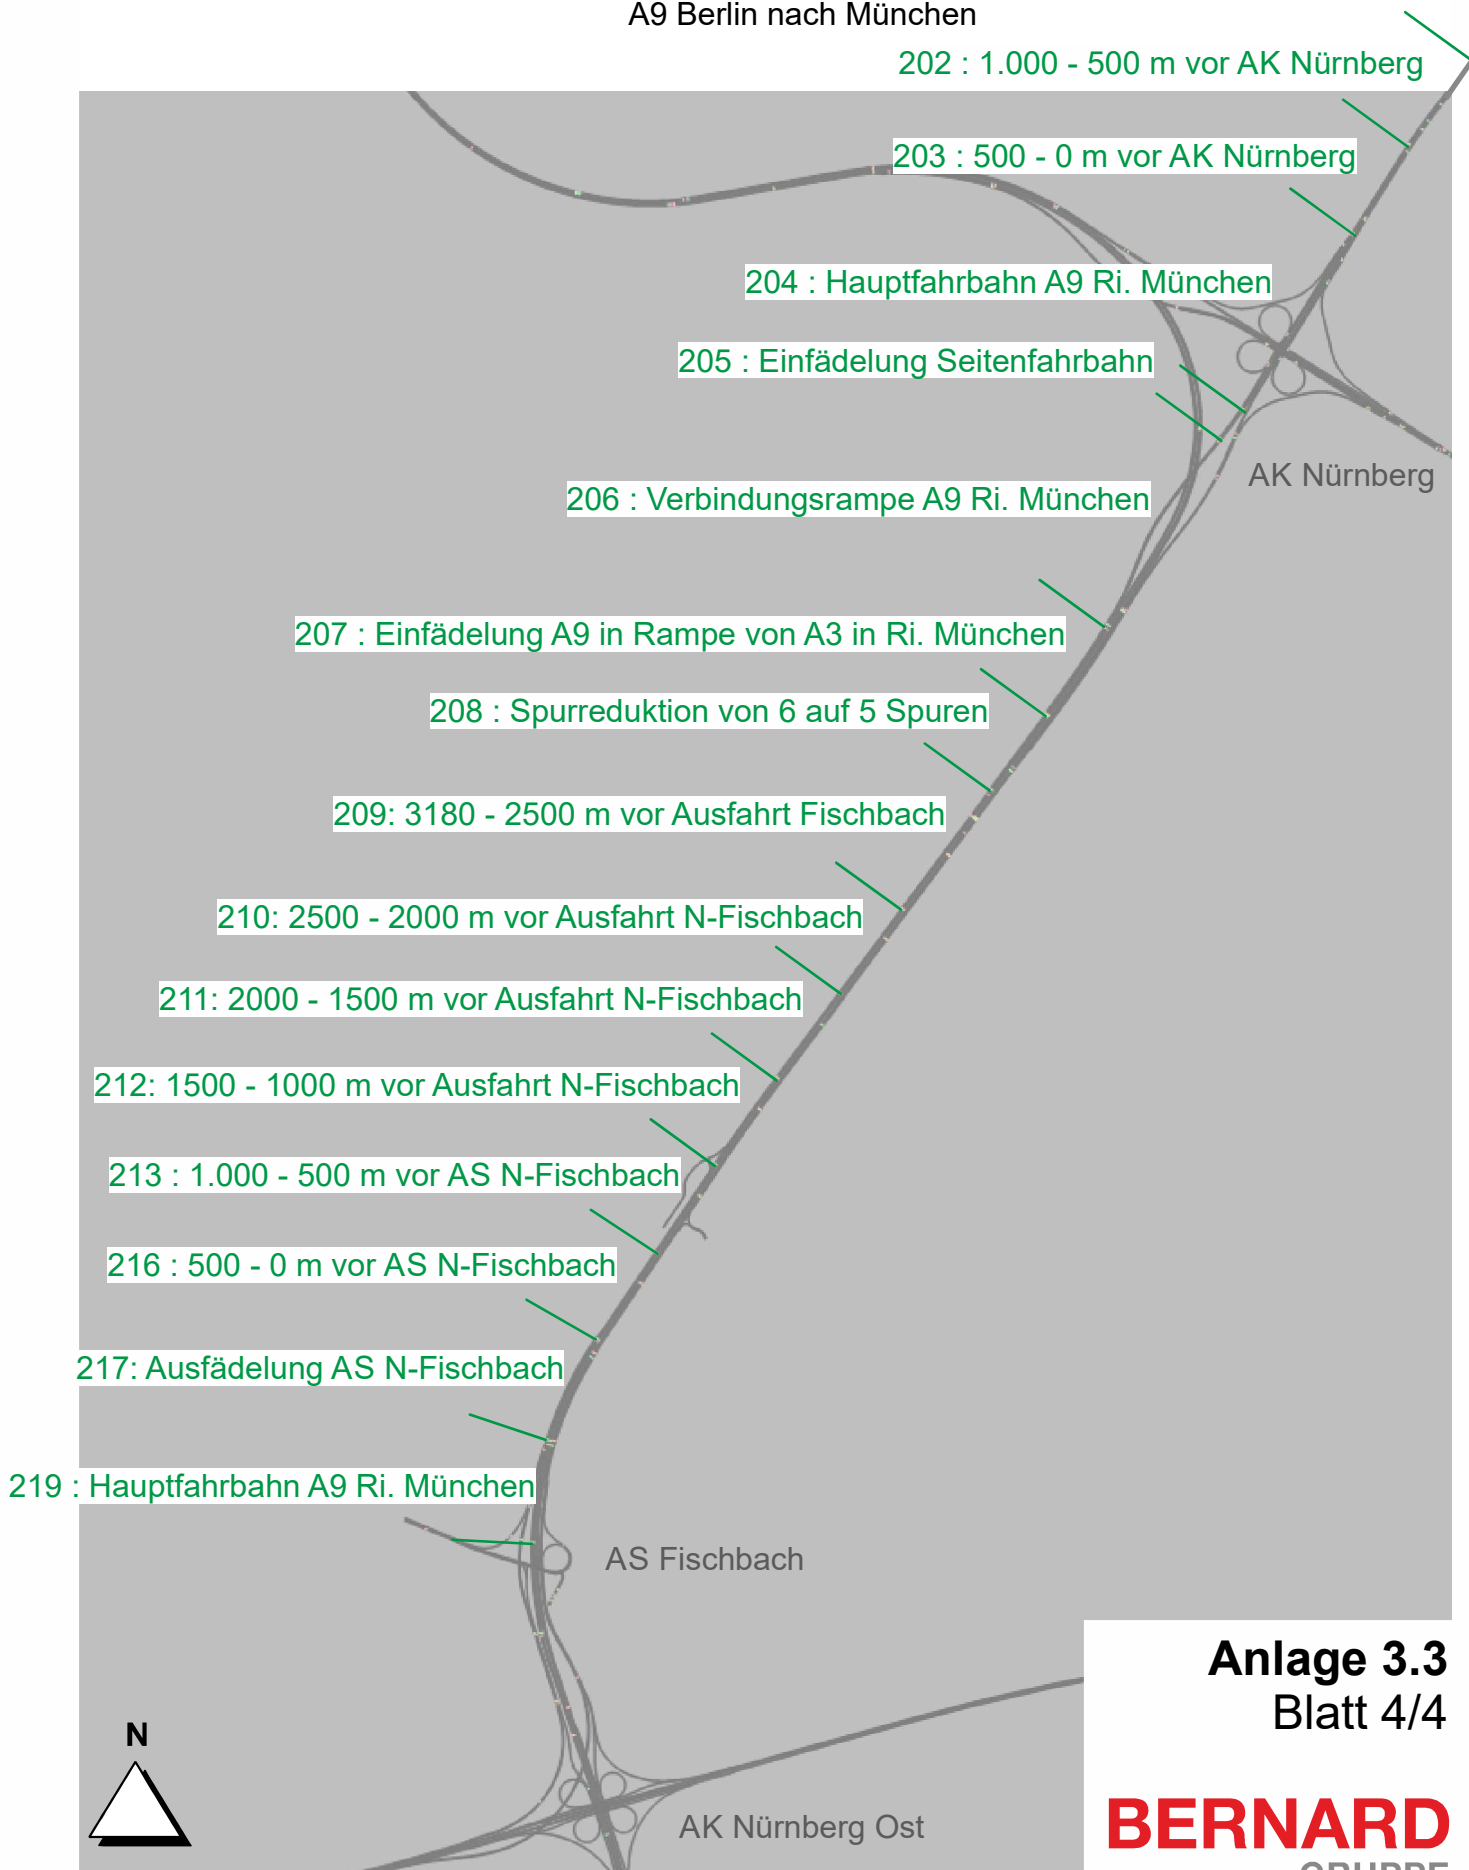 A9 Berlin nach München
202 : 1.000 - 500 m vor AK Nürnberg
203 : 500 - 0 m vor AK Nürnberg
204 : Hauptfahrbahn A9 Ri. München
205 : Einfädelung Seitenfahrbahn
AK Nürnberg
206 : Verbindungsrampe A9 Ri. München
207 : Einfädelung A9 in Rampe von A3 in Ri. München
208 : Spurreduktion von 6 auf 5 Spuren
209: 3180 - 2500 m vor Ausfahrt Fischbach
210: 2500 - 2000 m vor Ausfahrt N-Fischbach
211: 2000 - 1500 m vor Ausfahrt N-Fischbach
212: 1500 - 1000 m vor Ausfahrt N-Fischbach
213 : 1.000 - 500 m vor AS N-Fischbach
216 : 500 - 0 m vor AS N-Fischbach
217: Ausfädelung AS N-Fischbach
219 : Hauptfahrbahn A9 Ri. München
AS Fischbach
Anlage 3.3
Blatt 4/4
N
AK Nürnberg Ost
BERNARD
GRUPPE